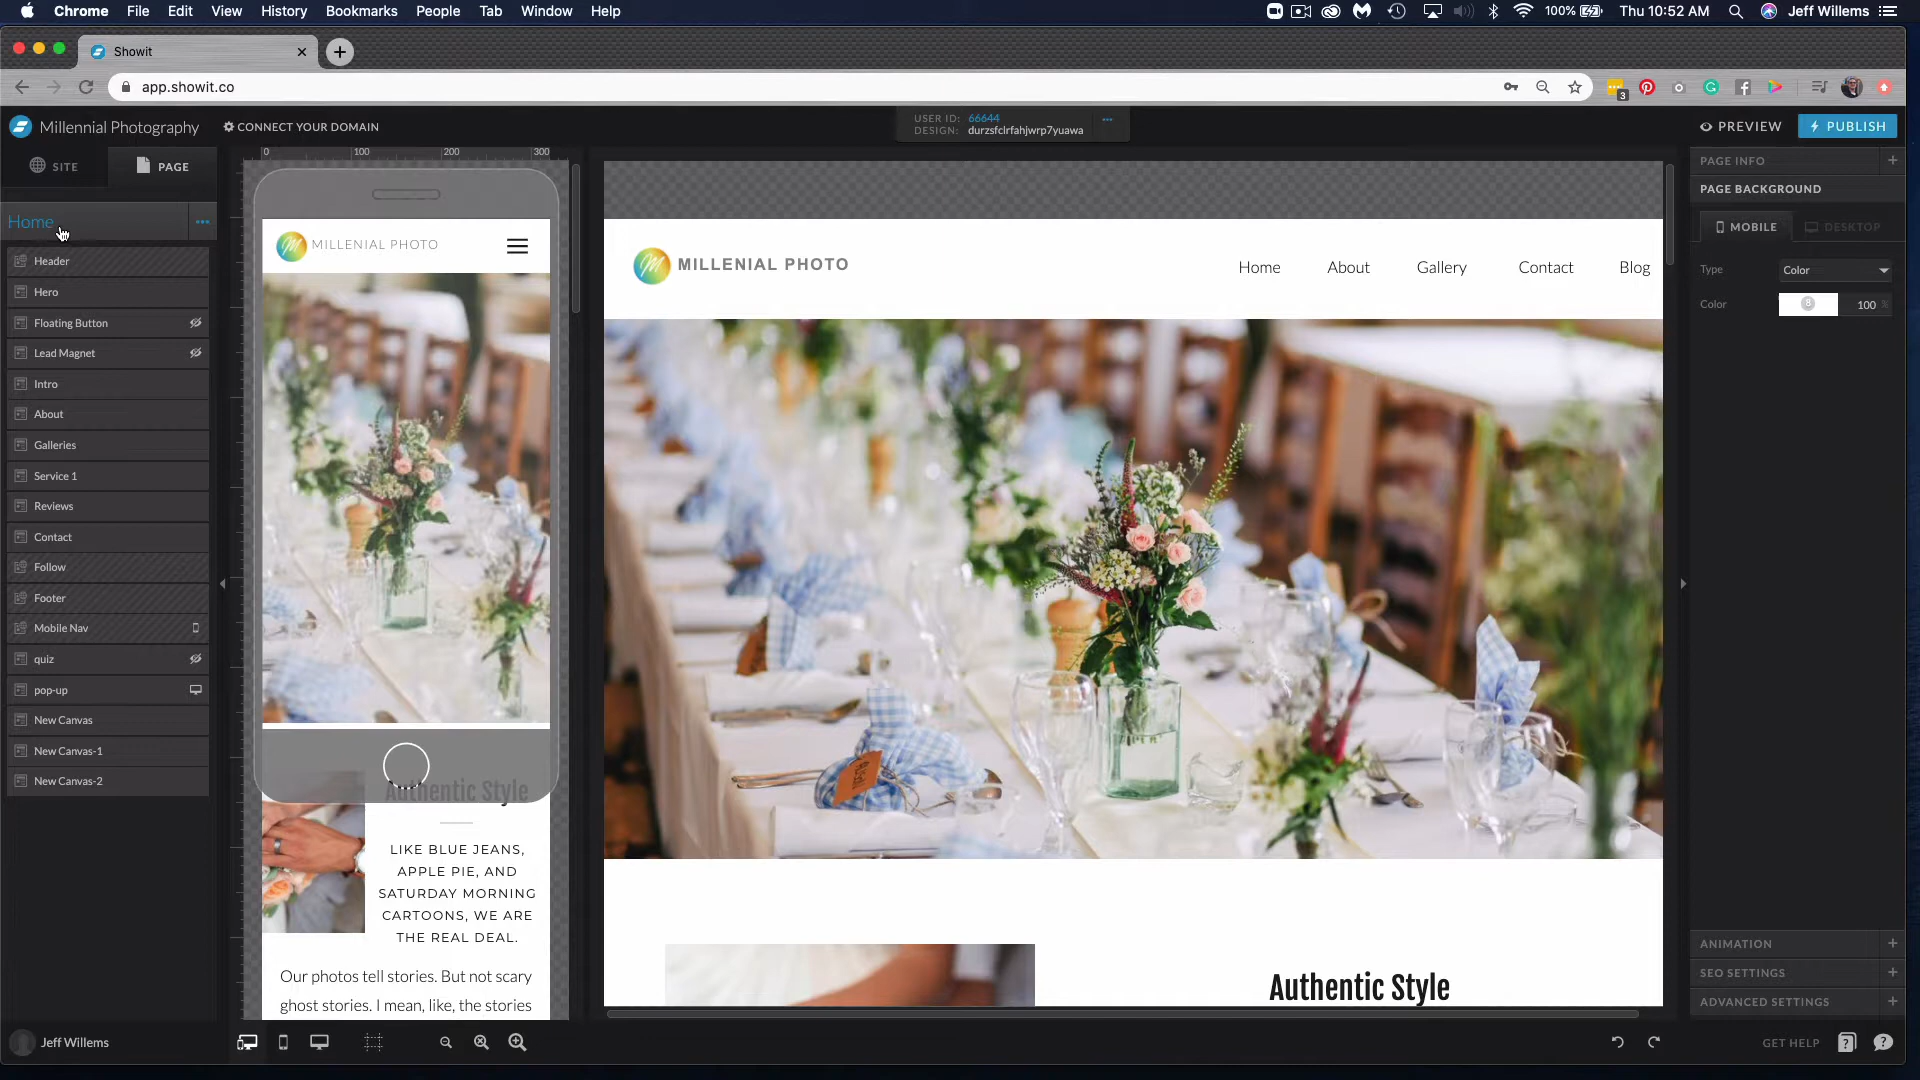 Chrome File Edit View History Bookmarks People Tab Window Help
100% Thu 10:52 AM Jeff Willems
Showit
app.showit.co
3
Millennial Photography
CONNECT YOUR DOMAIN
USER ID: 66644
DESIGN: durzsfclrfahjwrp7yuawa
PREVIEW
PUBLISH
SITE
PAGE
Home
Header
Hero
Floating Button
Lead Magnet
Intro
About
Galleries
Service 1
Reviews
Contact
Follow
Footer
Mobile Nav
quiz
pop-up
New Canvas
New Canvas-1
New Canvas-2
Jeff Willems
0 100 200 300
MILLENIAL PHOTO
Authentic Style
LIKE BLUE JEANS,
APPLE PIE, AND
SATURDAY MORNING
CARTOONS, WE ARE
THE REAL DEAL.
Our photos tell stories. But not scary
ghost stories. I mean, like, the stories
MILLENIAL PHOTO
Home About Gallery Contact Blog
Authentic Style
PAGE INFO
PAGE BACKGROUND
MOBILE
DESKTOP
Type Color
Color 8 100 %
ANIMATION
SEO SETTINGS
ADVANCED SETTINGS
GET HELP